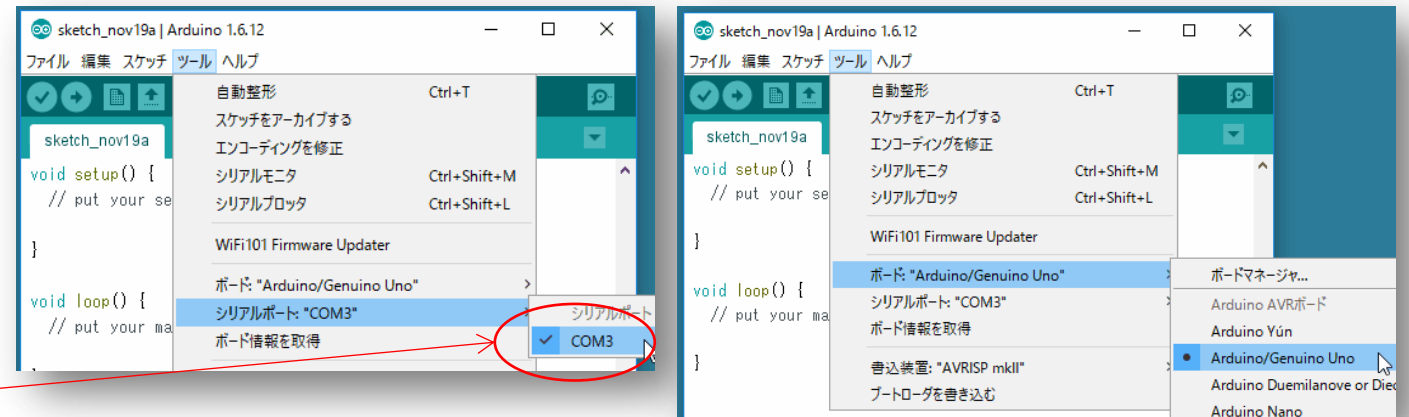 sketch_nov19a | Arduino 1.6.12
ファイル 編集 スケッチ ツール ヘルプ
sketch_nov19a
自動整形 Ctrl+T
スケッチをアーカイブする
エンコーディングを修正
シリアルモニタ Ctrl+Shift+M
シリアルプロッタ Ctrl+Shift+L
WiFi101 Firmware Updater
ボード: "Arduino/Genuino Uno"
シリアルポート: "COM3"
ボード情報を取得
シリアルポート
COM3
void setup() {
// put your se
}
void loop() {
// put your ma
sketch_nov19a | Arduino 1.6.12
ファイル 編集 スケッチ ツール ヘルプ
sketch_nov19a
自動整形 Ctrl+T
スケッチをアーカイブする
エンコーディングを修正
シリアルモニタ Ctrl+Shift+M
シリアルプロッタ Ctrl+Shift+L
WiFi101 Firmware Updater
ボード: "Arduino/Genuino Uno"
シリアルポート: "COM3"
ボード情報を取得
書込装置: "AVRISP mkII"
ブートローダを書き込む
ボードマネージャ...
Arduino AVRボード
Arduino Yún
Arduino/Genuino Uno
Arduino Duemilanove or Diec
Arduino Nano
void setup() {
// put your se
}
void loop() {
// put your ma
}